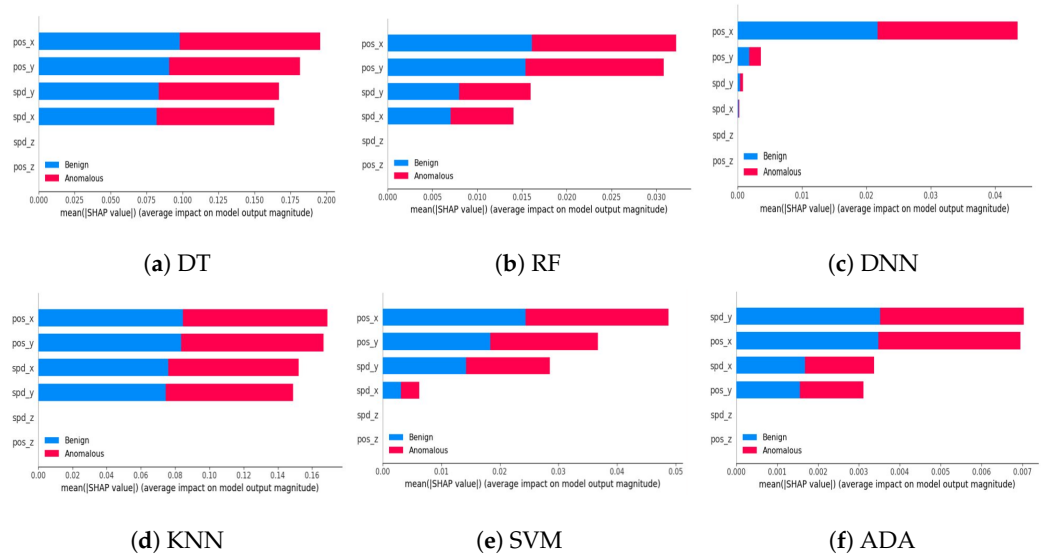 pos_x
pos_y
spd_y
spd_x
spd_z
pos_z
Benign
Anomalous
0.000 0.025 0.050 0.075 0.100 0.125 0.150 0.175 0.200
mean(|SHAP value|) (average impact on model output magnitude)
(a) DT
pos_x
pos_y
spd_y
spd_x
spd_z
pos_z
Benign
Anomalous
0.000 0.005 0.010 0.015 0.020 0.025 0.030
mean(|SHAP value|) (average impact on model output magnitude)
(b) RF
pos_x
pos_y
spd_y
spd_x
spd_z
pos_z
Benign
Anomalous
0.00 0.01 0.02 0.03 0.04
mean(|SHAP value|) (average impact on model output magnitude)
(c) DNN
pos_x
pos_y
spd_x
spd_y
spd_z
pos_z
Benign
Anomalous
0.00 0.02 0.04 0.06 0.08 0.10 0.12 0.14 0.16
mean(|SHAP value|) (average impact on model output magnitude)
(d) KNN
pos_x
pos_y
spd_y
spd_x
spd_z
pos_z
Benign
Anomalous
0.00 0.01 0.02 0.03 0.04 0.05
mean(|SHAP value|) (average impact on model output magnitude)
(e) SVM
spd_y
pos_x
spd_x
pos_y
spd_z
pos_z
Benign
Anomalous
0.000 0.001 0.002 0.003 0.004 0.005 0.006 0.007
mean(|SHAP value|) (average impact on model output magnitude)
(f) ADA